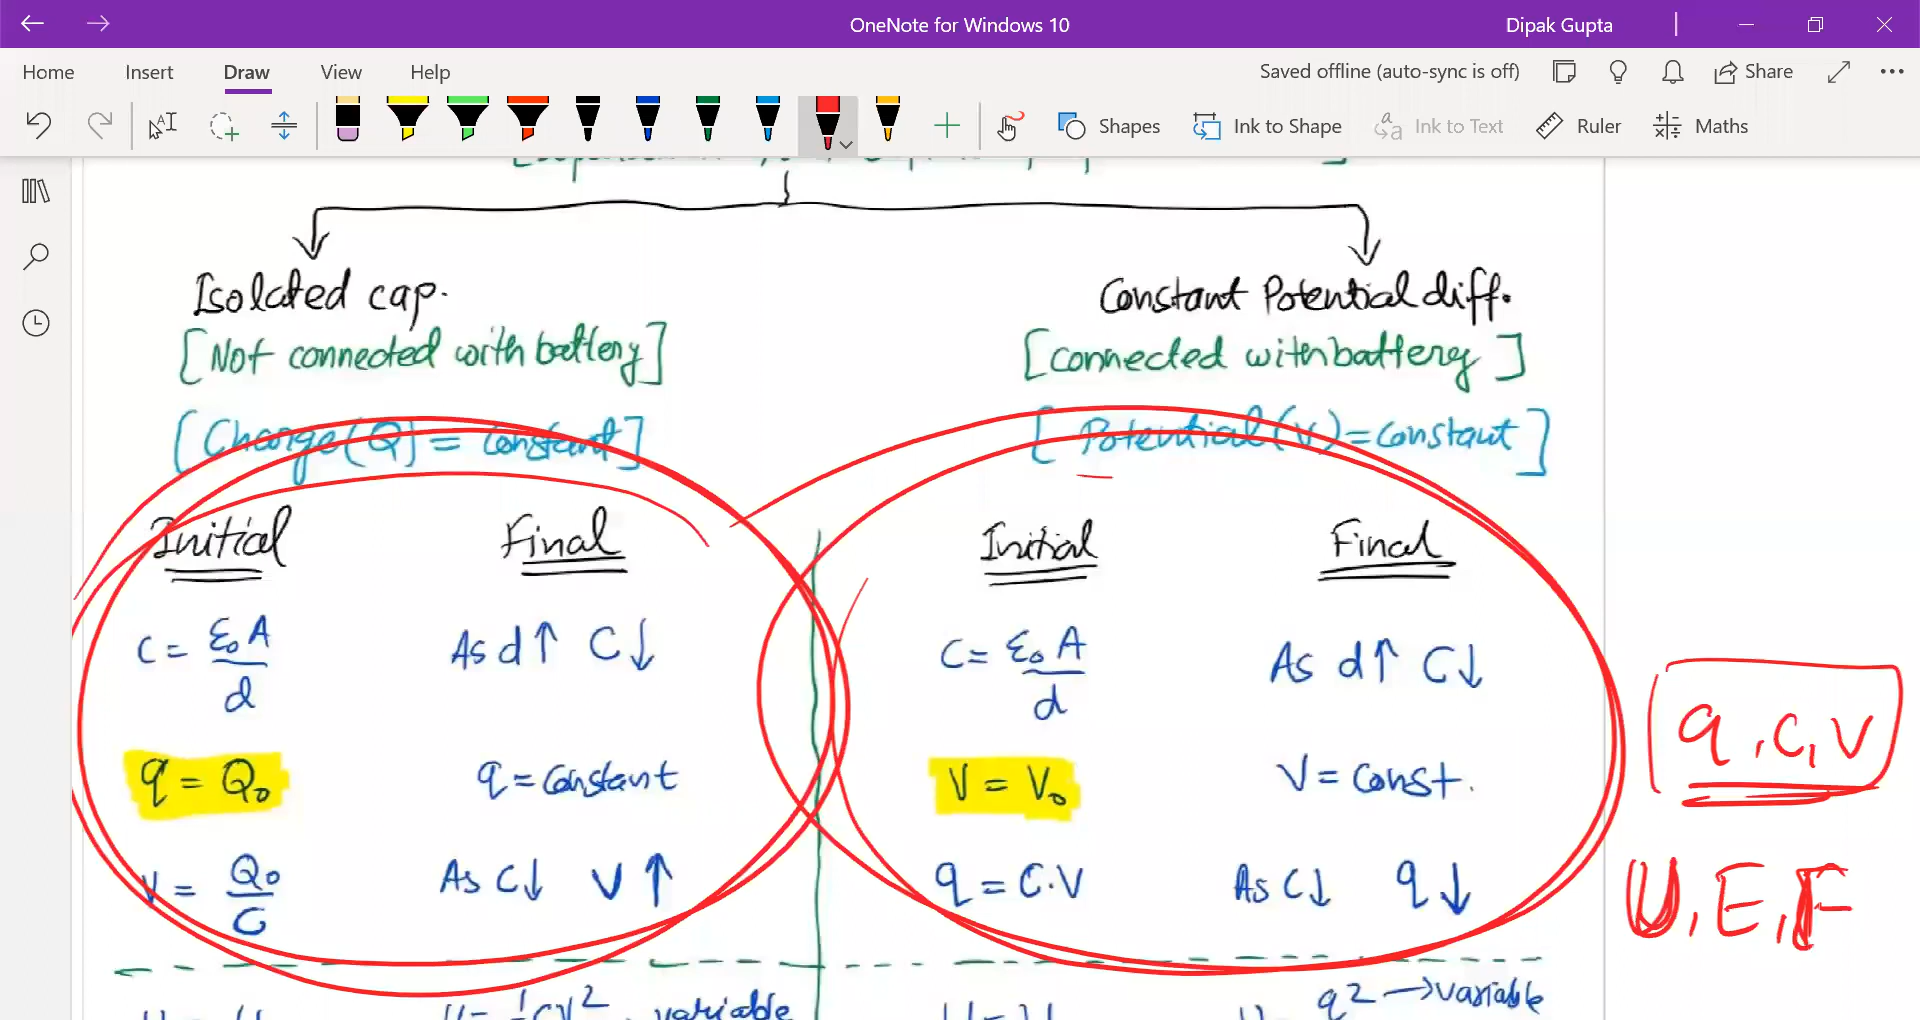 OneNote for Windows 10
Dipak Gupta
Home Insert Draw View Help
Saved offline (auto-sync is off) Share
Shapes Ink to Shape Ink to Text Ruler Maths
Isolated cap. Constant Potential diff.
[Not connected with battery] [connected with battery]
[Charge(Q) = constant] [Potential(V)=constant]
Initial Final Initial Final
C = ε₀A/d As d↑ C↓ C= ε₀A/d As d↑ C↓
q = Q₀ q=constant V = V₀ V = const.
q, C, V
V = Q₀/C As C↓ V↑ q = C.V As C↓ q↓
U, E, F
variable q2 →variable